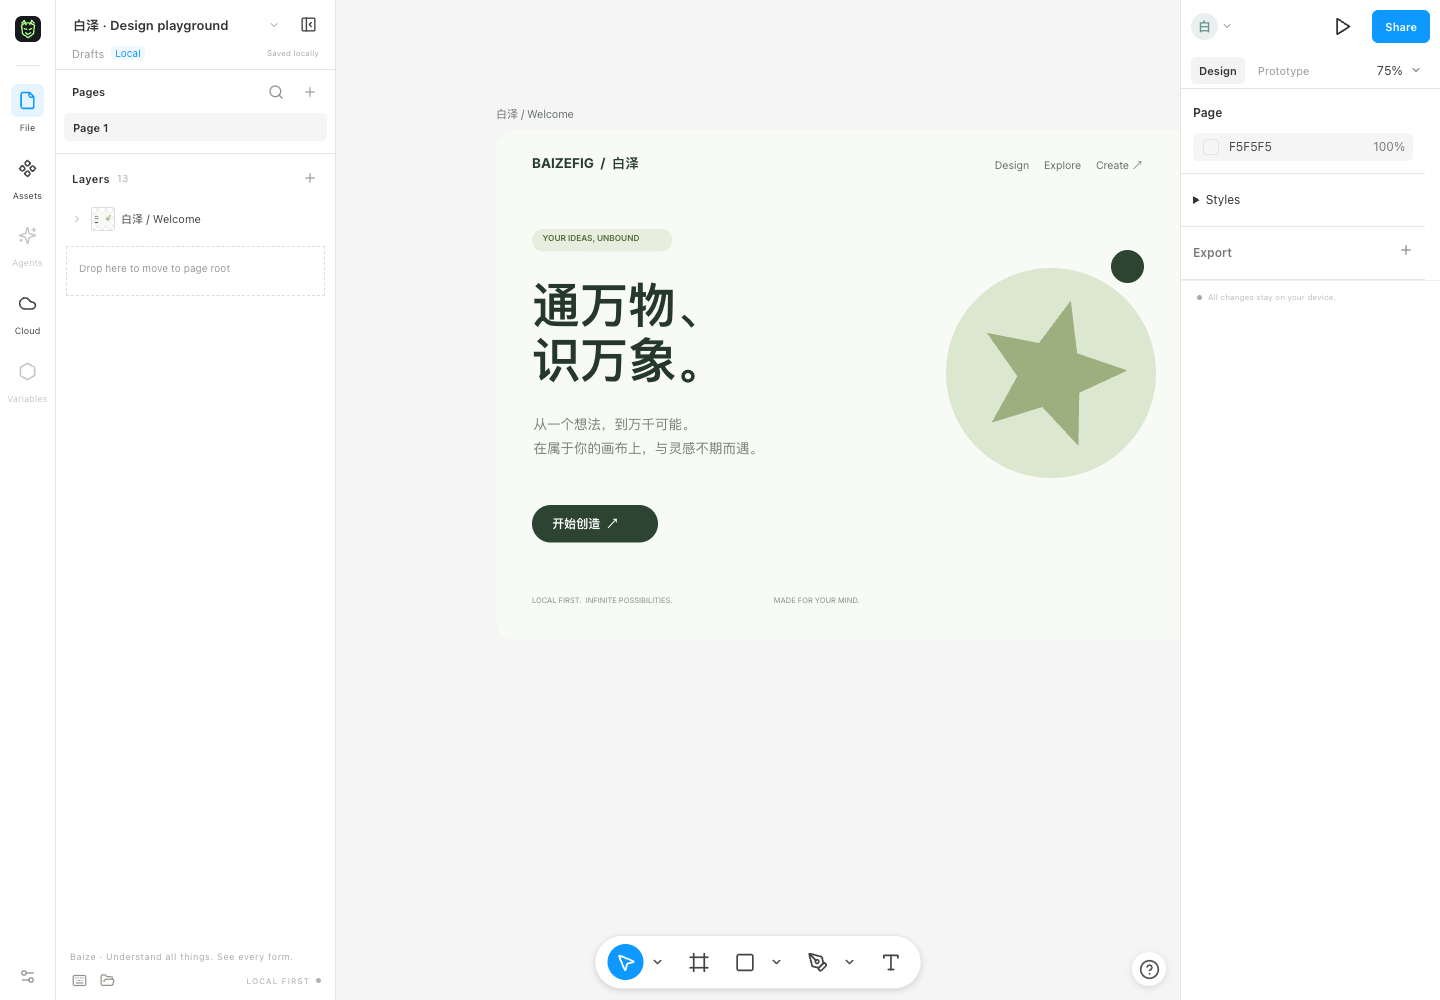 白泽 · Design playground
Drafts Local Saved locally
File
Assets
Agents
Cloud
Variables
Pages
Page 1
Layers 13
白泽 / Welcome
Drop here to move to page root
Baize · Understand all things. See every form.
LOCAL FIRST
白泽 / Welcome
BAIZEFIG / 白泽
Design Explore Create ↗
YOUR IDEAS, UNBOUND
通万物、
识万象。
从一个想法，到万千可能。
在属于你的画布上，与灵感不期而遇。
开始创造 ↗
LOCAL FIRST. INFINITE POSSIBILITIES.
MADE FOR YOUR MIND.
白
Share
Design Prototype 75%
Page
F5F5F5 100%
Styles
Export
All changes stay on your device.